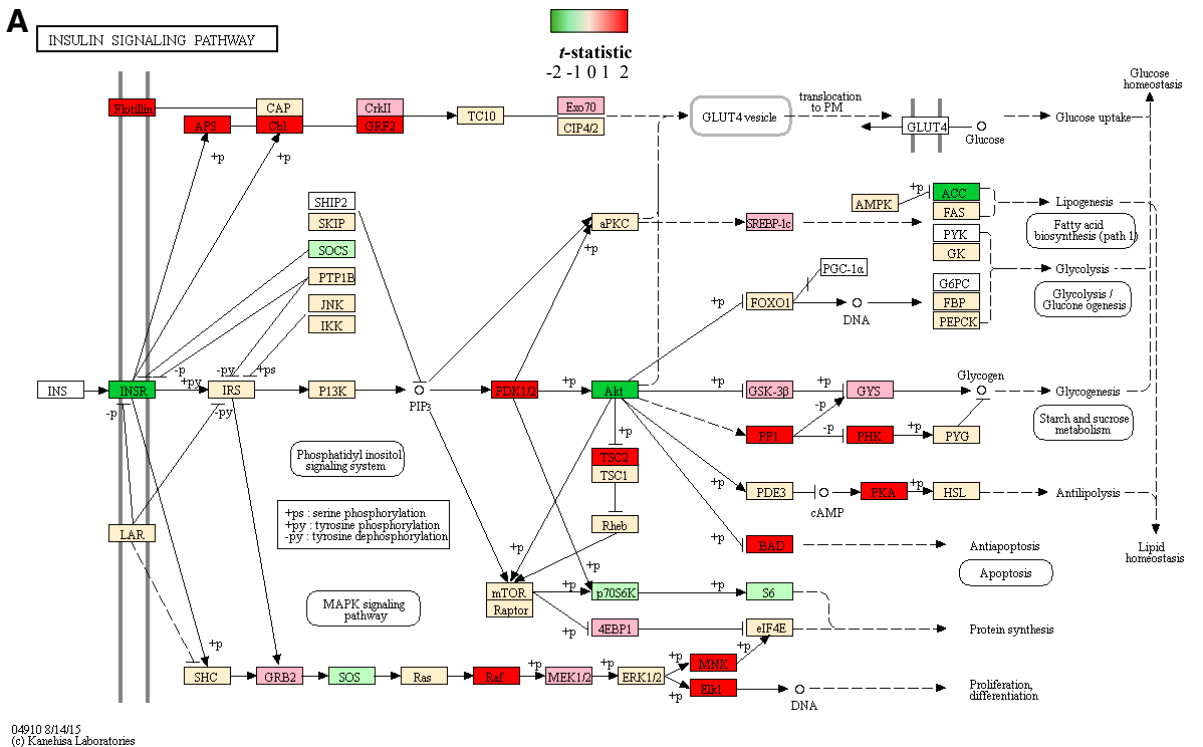 A
INSULIN SIGNALING PATHWAY
t-statistic
-2 -1 0 1 2
Glucose
homeostasis
Flotillin
CAP
CrkII
Exo70
translocation
to PM
APS
Cbl
GRF2
TC10
CIP4/2
GLUT4 vesicle
GLUT4
Glucose
Glucose uptake
+p
+p
SHIP2
SKIP
SOCS
PTP1B
JNK
IKK
aPKC
+p
SREBP-1c
AMPK
+p
ACC
FAS
PYK
GK
Lipogenesis
Fatty acid
biosynthesis (path 1)
PGC-1α
G6PC
FBP
PEPCK
Glycolysis
Glycolysis /
Glucone ogenesis
+p
FOXO1
DNA
-p
+py
-py
+ps
INS
INSR
IRS
P13K
PIP3
PDK1/2
+p
Akt
+p
GSK-3β
+p
GYS
Glycogen
Glycogenesis
-p
-py
-p
-p
+p
PP1
PHK
+p
PYG
Starch and sucrose
metabolism
Phosphatidyl inositol
signaling system
TSC2
TSC1
+p
PDE3
cAMP
PKA
+p
HSL
Antilipolysis
+ps : serine phosphorylation
+py : tyrosine phosphorylation
-py : tyrosine dephosphorylation
LAR
Rheb
+p
+p
BAD
Antiapoptosis
Lipid
homeostasis
Apoptosis
MAPK signaling
pathway
mTOR
Raptor
+p
p70S6K
+p
S6
+p
4EBP1
eIF4E
Protein synthesis
+p
SHC
GRB2
SOS
Ras
Raf
+p
MEK1/2
+p
ERK1/2
+p
MNK
+p
+p
Elk1
DNA
Proliferation,
differentiation
04910 8/14/15
(c) Kanehisa Laboratories